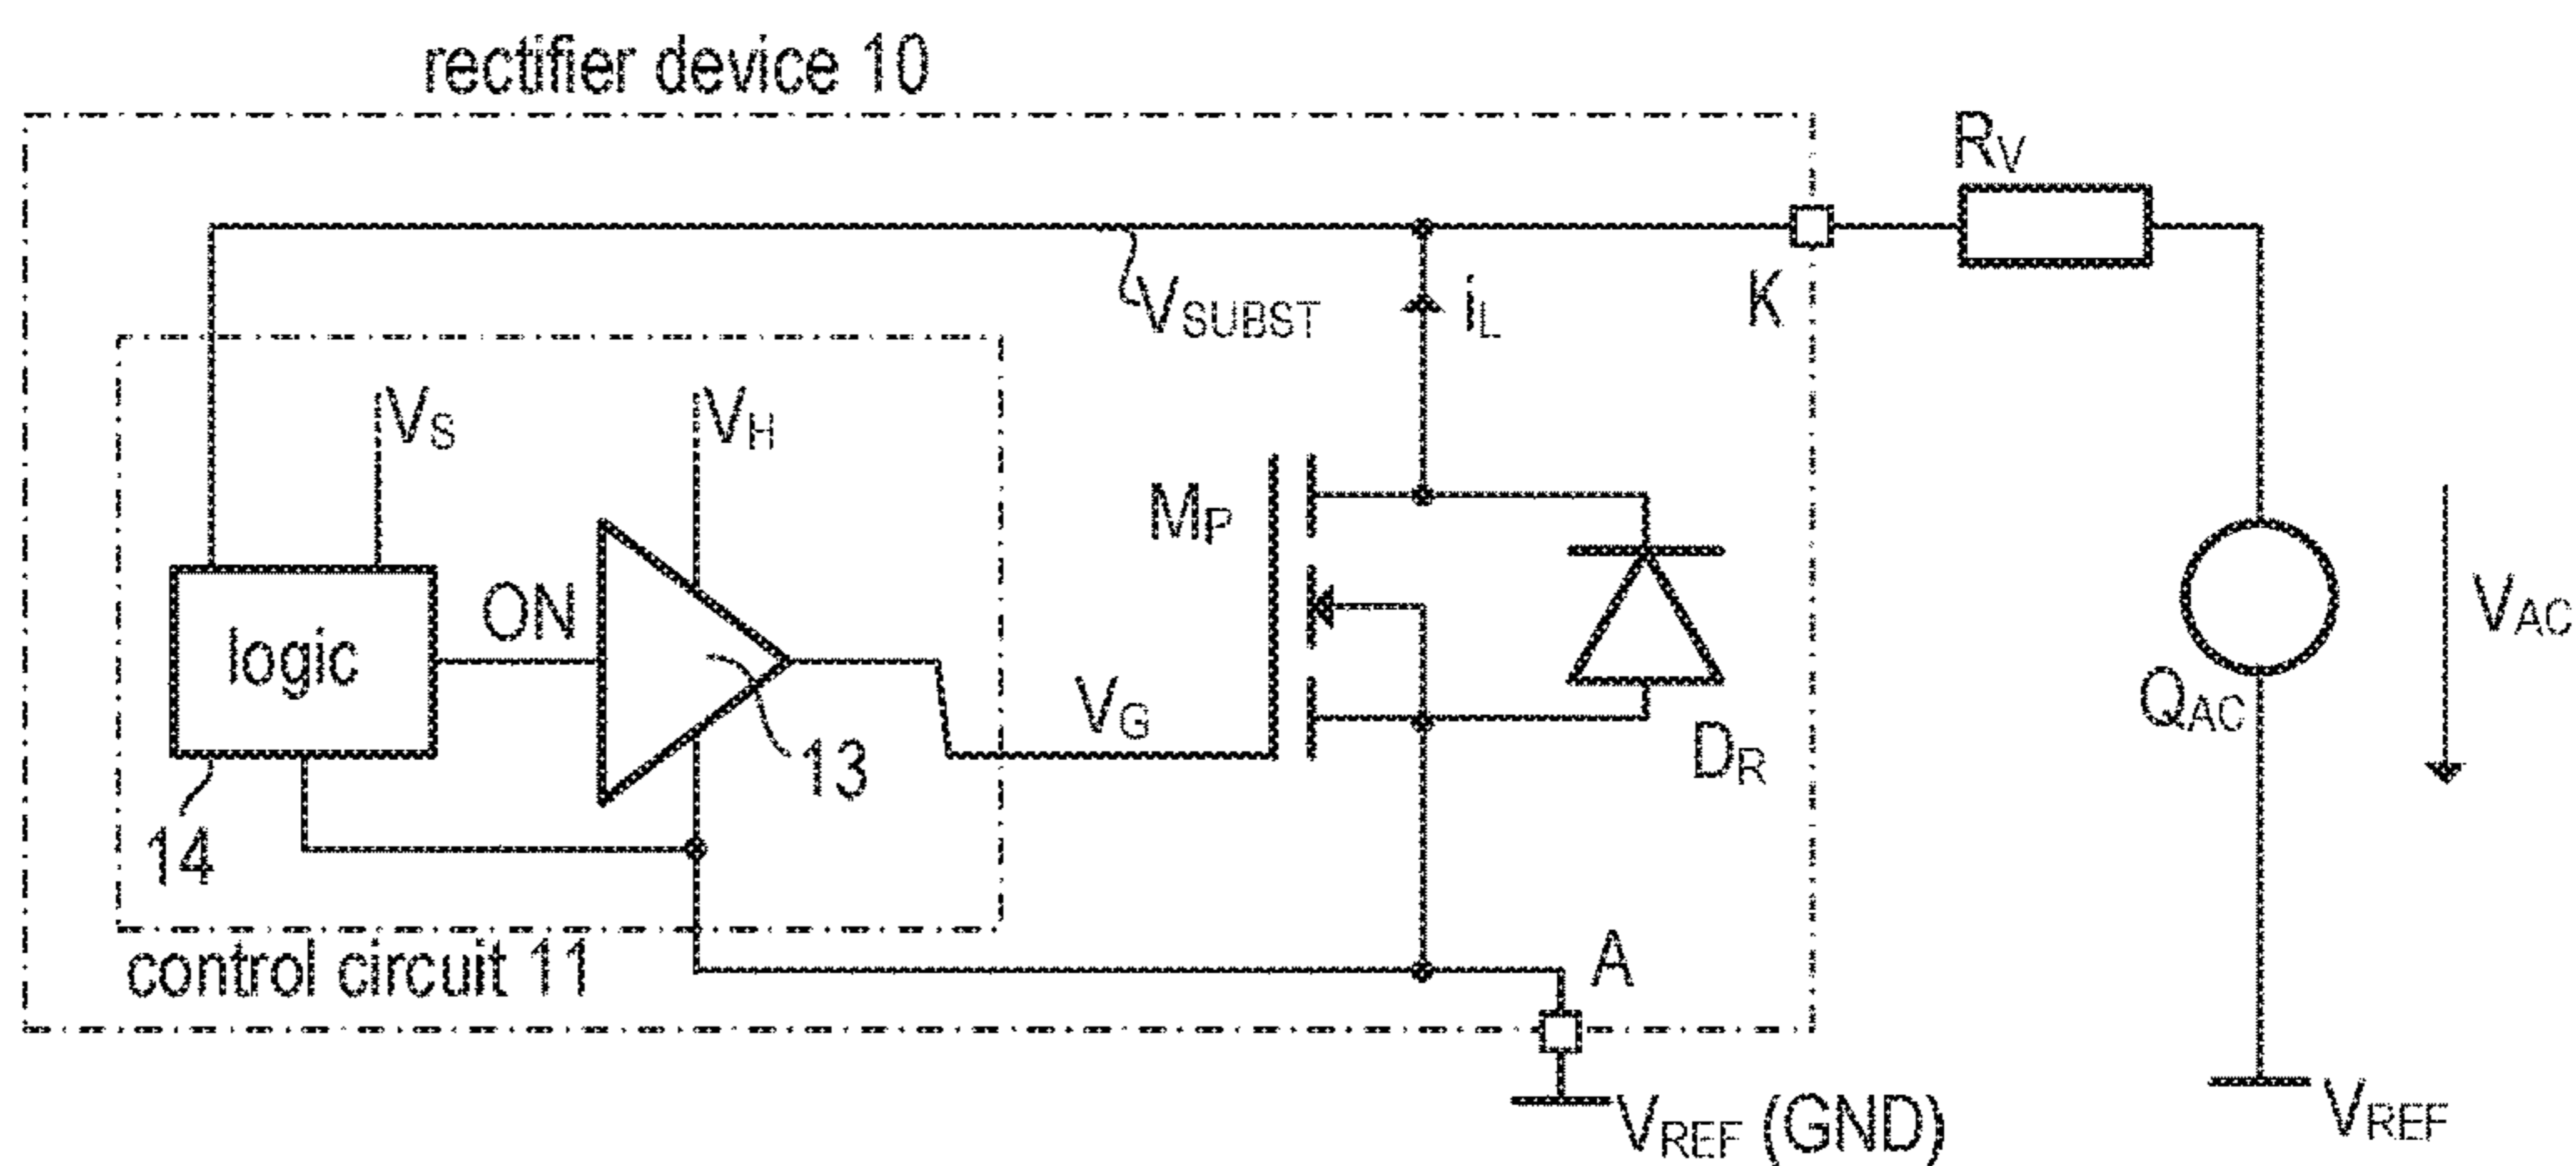 rectifier device 10
RV
VSUBST
iL
K
VS
VH
MP
ON
logic
VAC
QAC
VG
DR
13
14
A
control circuit 11
VREF (GND)
VREF